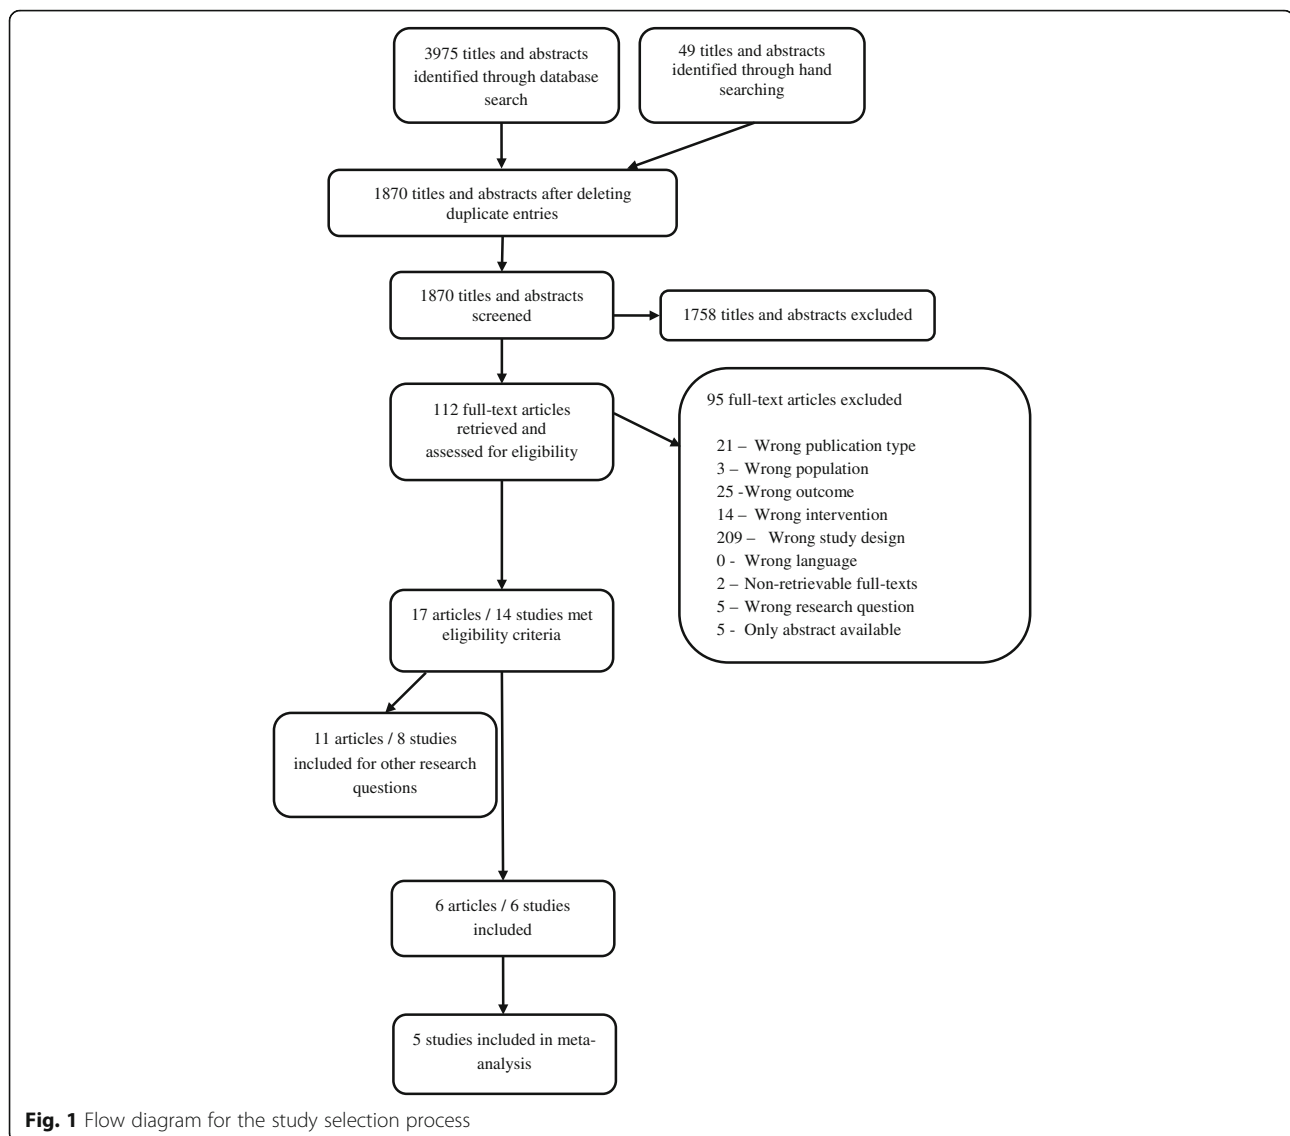 3975 titles and abstracts
identified through database
search
49 titles and abstracts
identified through hand
searching
1870 titles and abstracts after deleting
duplicate entries
1870 titles and abstracts
screened
1758 titles and abstracts excluded
112 full-text articles
retrieved and
assessed for eligibility
95 full-text articles excluded
21 – Wrong publication type
3 – Wrong population
25 -Wrong outcome
14 – Wrong intervention
209 – Wrong study design
0 - Wrong language
2 – Non-retrievable full-texts
5 – Wrong research question
5 - Only abstract available
17 articles / 14 studies met
eligibility criteria
11 articles / 8 studies
included for other research
questions
6 articles / 6 studies
included
5 studies included in meta-
analysis
Fig. 1 Flow diagram for the study selection process